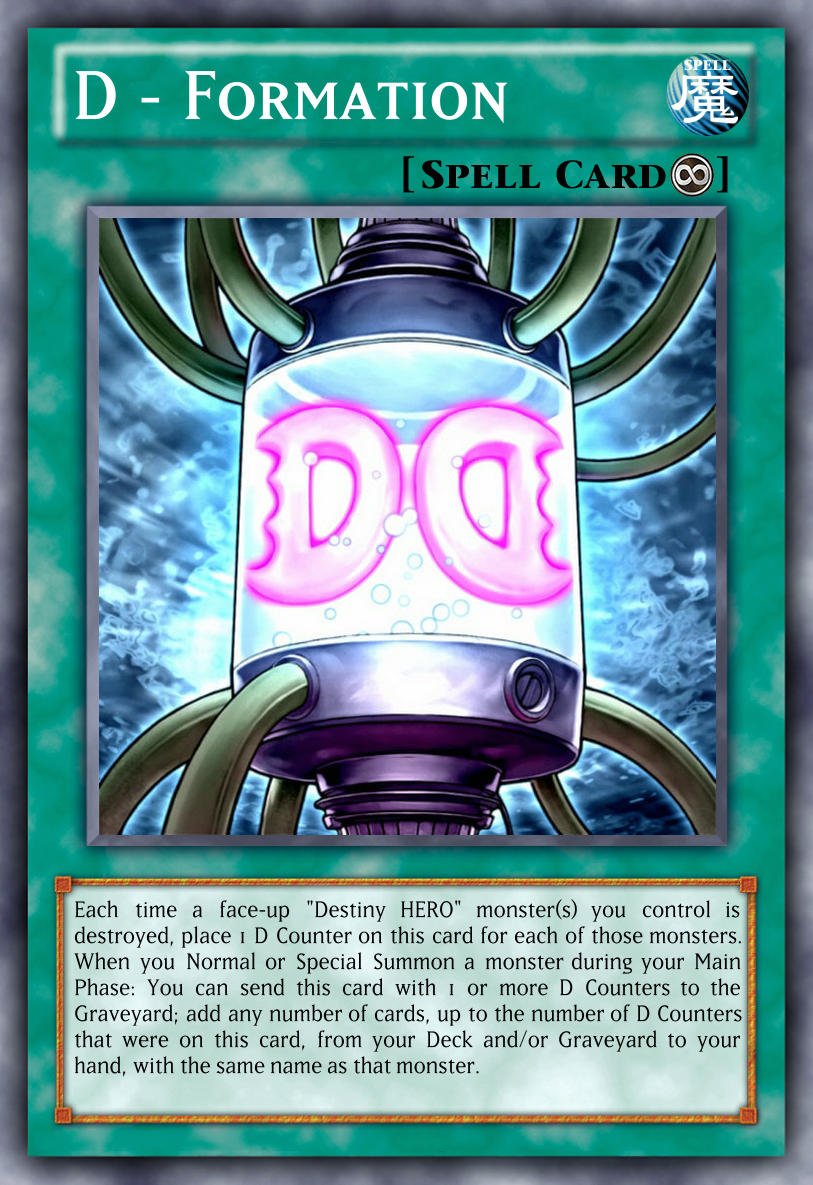 D - Formation
SPELL
魔
[Spell Card∞]
D D
Each time a face-up "Destiny HERO" monster(s) you control is
destroyed, place 1 D Counter on this card for each of those monsters.
When you Normal or Special Summon a monster during your Main
Phase: You can send this card with 1 or more D Counters to the
Graveyard; add any number of cards, up to the number of D Counters
that were on this card, from your Deck and/or Graveyard to your
hand, with the same name as that monster.